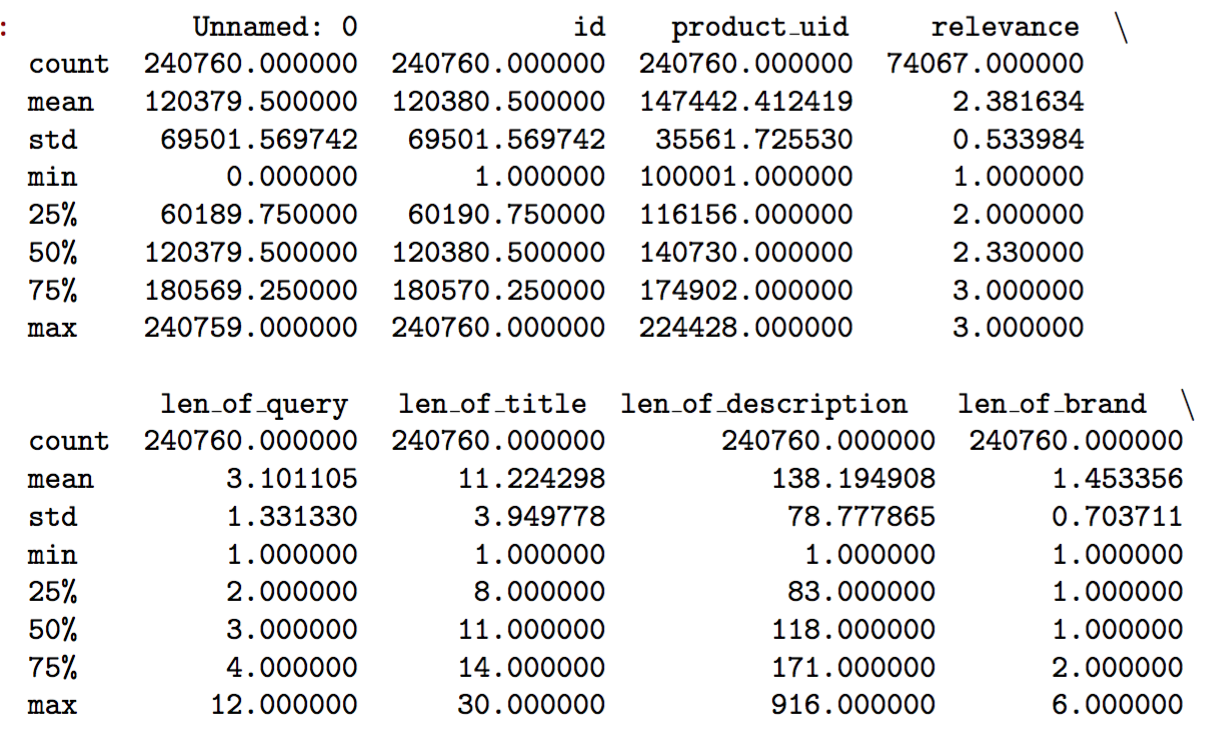 :          Unnamed: 0             id    product_uid     relevance  \
count  240760.000000  240760.000000  240760.000000  74067.000000
mean   120379.500000  120380.500000  147442.412419      2.381634
std     69501.569742   69501.569742   35561.725530      0.533984
min         0.000000       1.000000  100001.000000      1.000000
25%     60189.750000   60190.750000  116156.000000      2.000000
50%    120379.500000  120380.500000  140730.000000      2.330000
75%    180569.250000  180570.250000  174902.000000      3.000000
max    240759.000000  240760.000000  224428.000000      3.000000
        len_of_query   len_of_title  len_of_description   len_of_brand  \
count  240760.000000  240760.000000       240760.000000  240760.000000
mean        3.101105      11.224298          138.194908       1.453356
std         1.331330       3.949778           78.777865       0.703711
min         1.000000       1.000000            1.000000       1.000000
25%         2.000000       8.000000           83.000000       1.000000
50%         3.000000      11.000000          118.000000       1.000000
75%         4.000000      14.000000          171.000000       2.000000
max        12.000000      30.000000          916.000000       6.000000